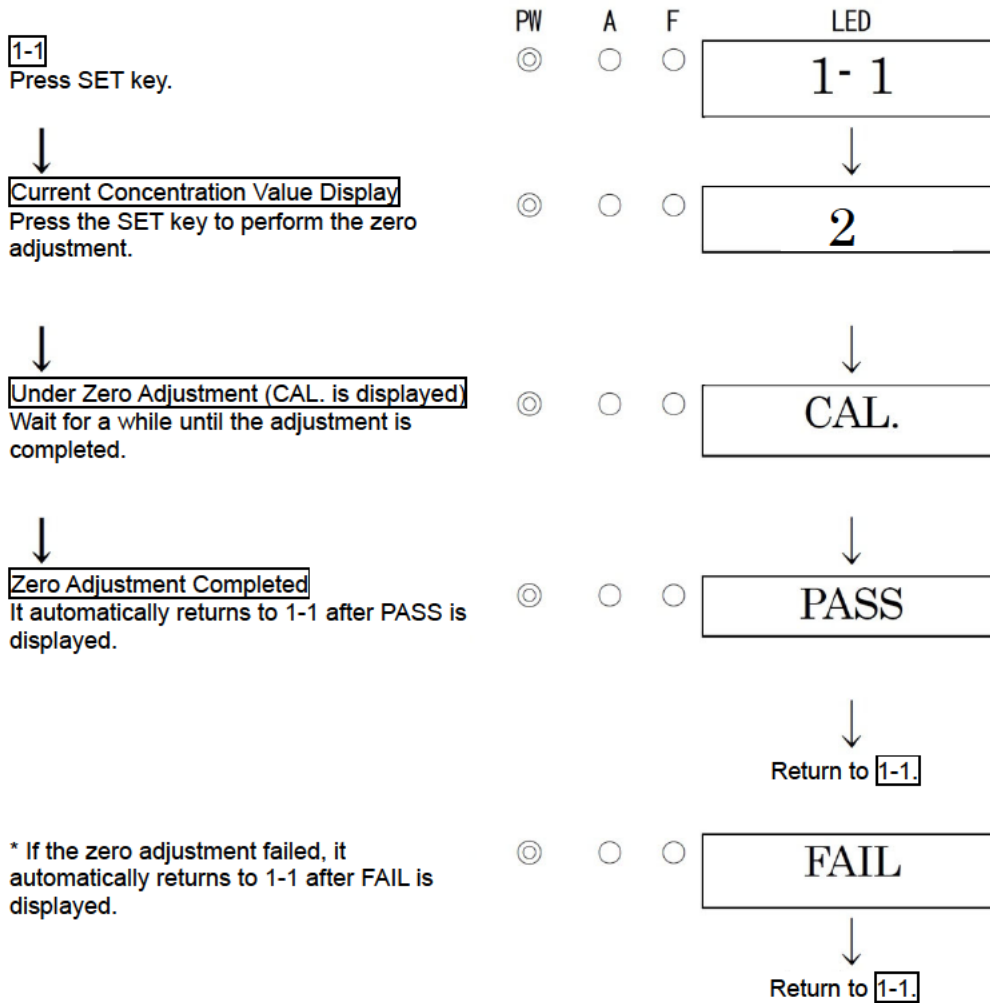 PW A F LED
1-1
Press SET key.
1- 1
Current Concentration Value Display
Press the SET key to perform the zero
adjustment.
2
Under Zero Adjustment (CAL. is displayed)
Wait for a while until the adjustment is
completed.
CAL.
Zero Adjustment Completed
It automatically returns to 1-1 after PASS is
displayed.
PASS
Return to 1-1.
* If the zero adjustment failed, it
automatically returns to 1-1 after FAIL is
displayed.
FAIL
Return to 1-1.